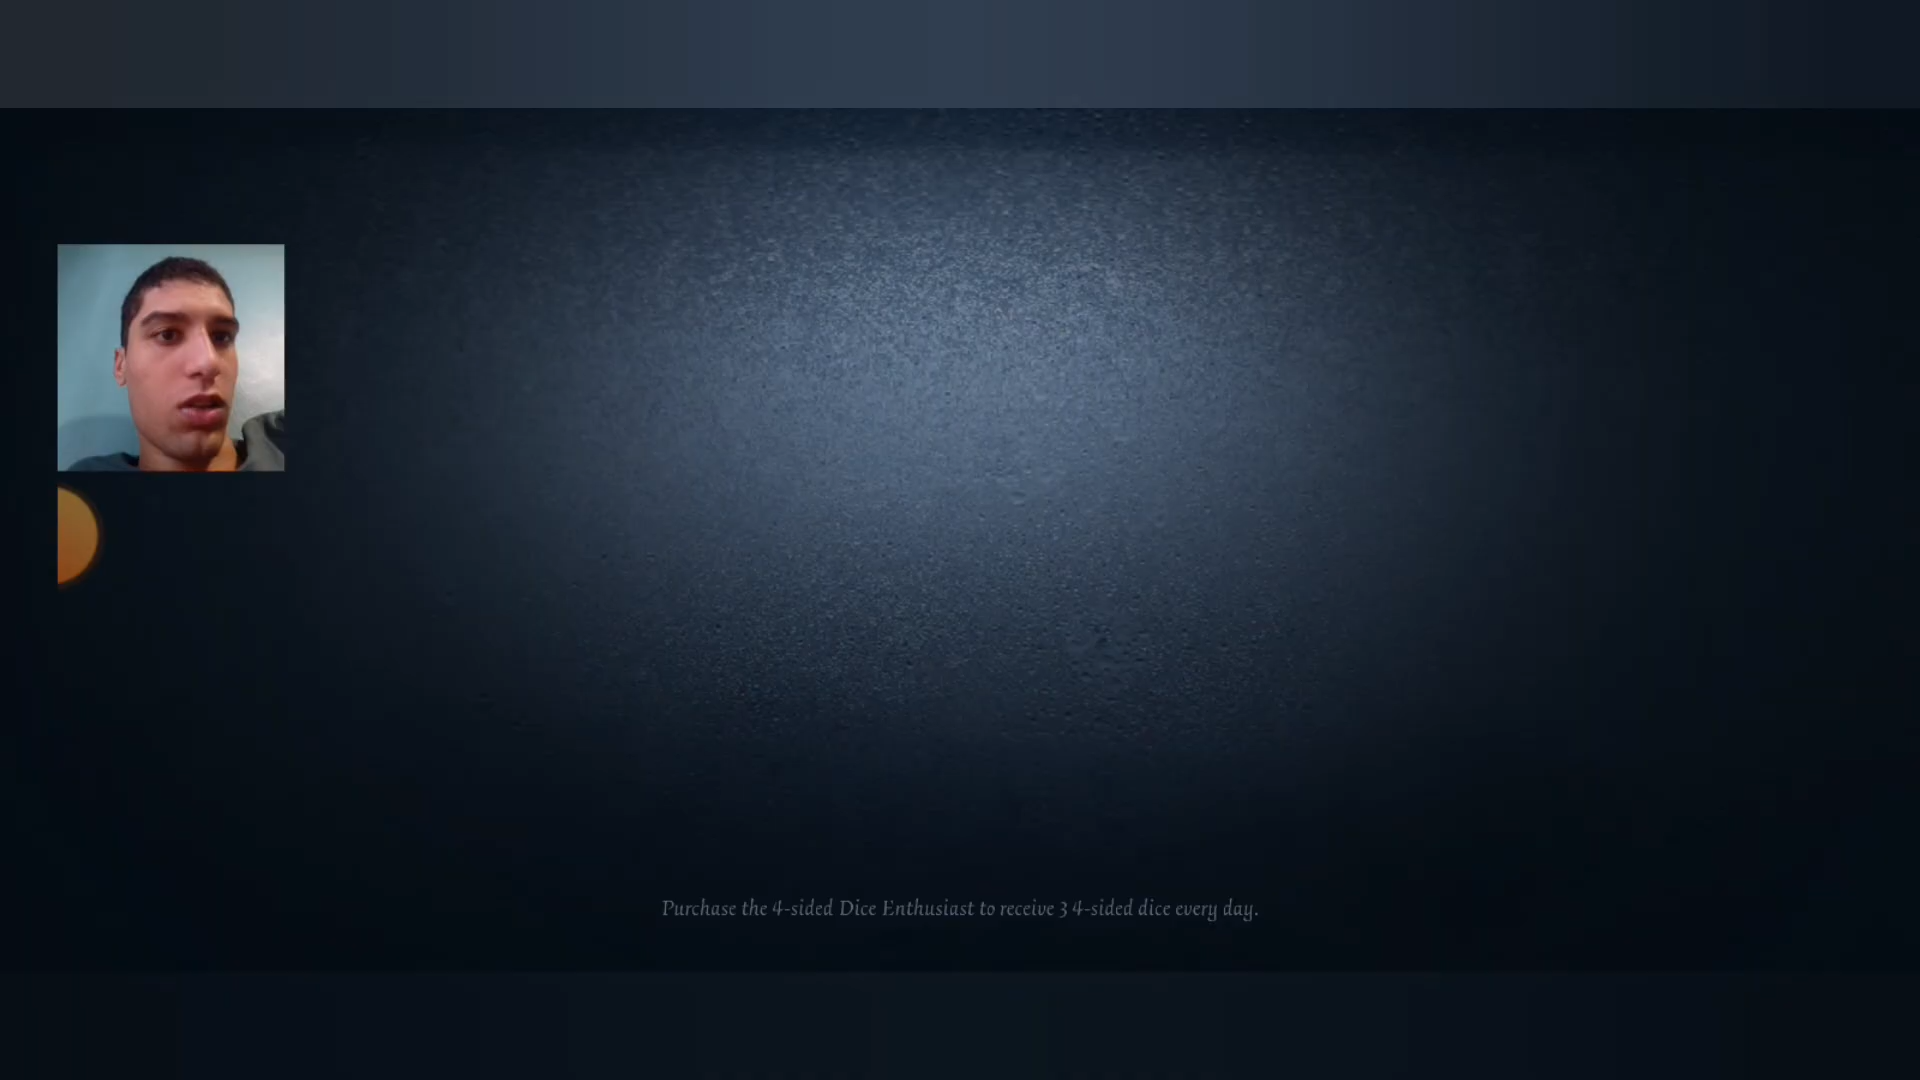 Purchase the 4-sided Dice Enthusiast to receive 3 4-sided dice every day.